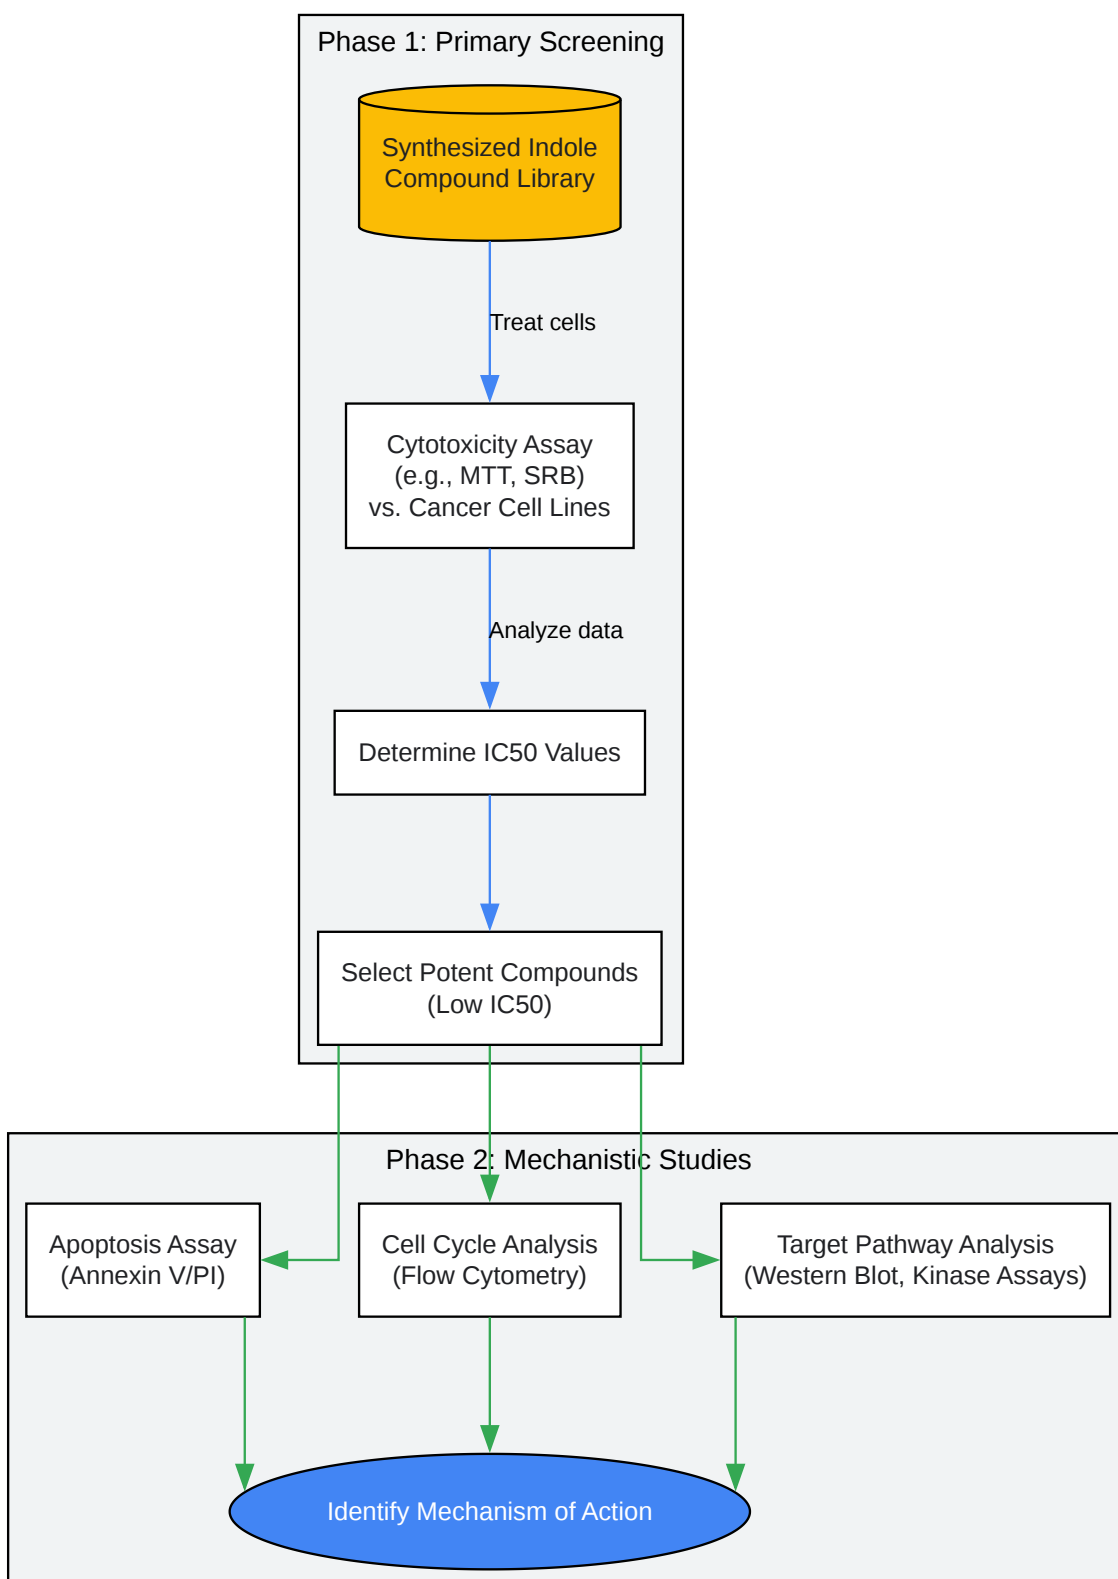 Phase 1: Primary Screening
Synthesized Indole
Compound Library
Treat cells
Cytotoxicity Assay
(e.g., MTT, SRB)
vs. Cancer Cell Lines
Analyze data
Determine IC50 Values
Select Potent Compounds
(Low IC50)
Phase 2: Mechanistic Studies
Apoptosis Assay
(Annexin V/PI)
Cell Cycle Analysis
(Flow Cytometry)
Target Pathway Analysis
(Western Blot, Kinase Assays)
Identify Mechanism of Action